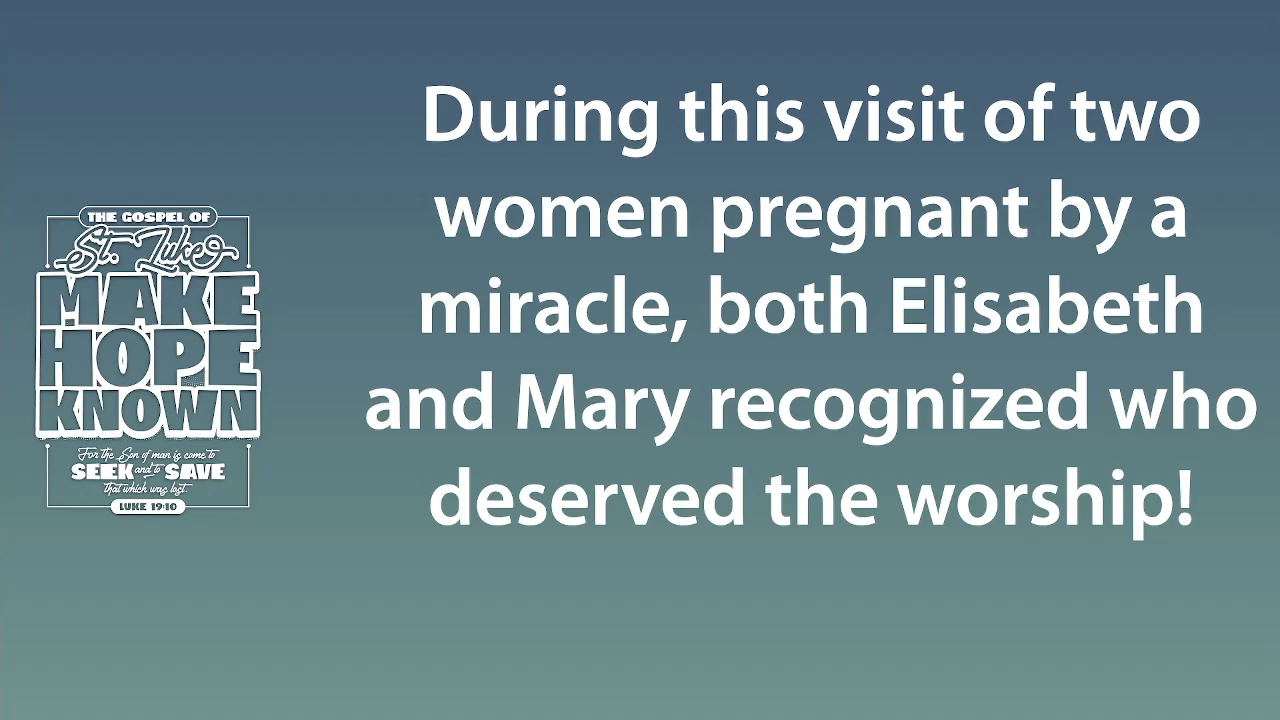 THE GOSPEL OF
St. Luke
MAKE
HOPE
KNOWN
For the Son of man is come to
SEEK and to SAVE
that which was lost.
LUKE 19:10
During this visit of two
women pregnant by a
miracle, both Elisabeth
and Mary recognized who
deserved the worship!